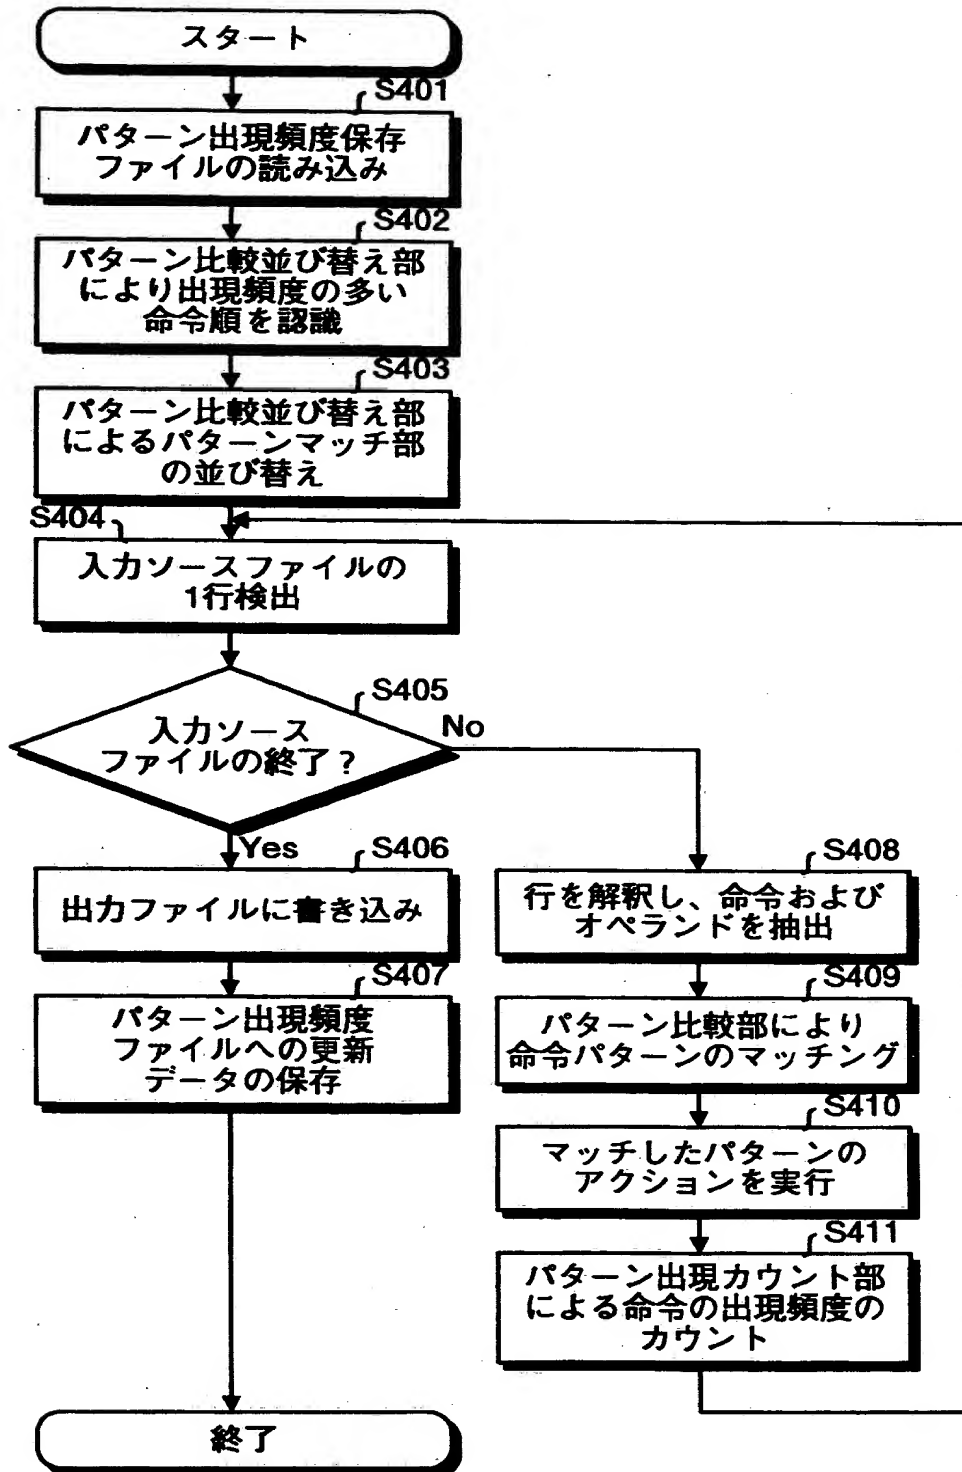 スタート
S401
パターン出現頻度保存
ファイルの読み込み
S402
パターン比較並び替え部
により出現頻度の多い
命令順を認識
S403
パターン比較並び替え部
によるパターンマッチ部
の並び替え
S404
入力ソースファイルの
1行検出
S405
入力ソース
ファイルの終了?
No
Yes
S406
出力ファイルに書き込み
S407
パターン出現頻度
ファイルへの更新
データの保存
S408
行を解釈し、命令および
オペランドを抽出
S409
パターン比較部により
命令パターンのマッチング
S410
マッチしたパターンの
アクションを実行
S411
パターン出現カウント部
による命令の出現頻度の
カウント
終了